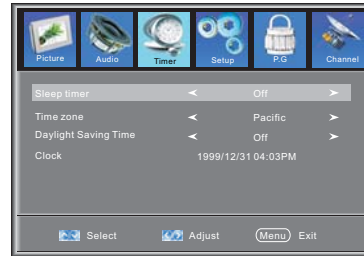 Picture Audio Timer Setup P.G Channel
Sleep timer Off
Time zone Pacific
Daylight Saving Time Off
Clock 1999/12/31 04:03PM
Select Adjust Menu Exit